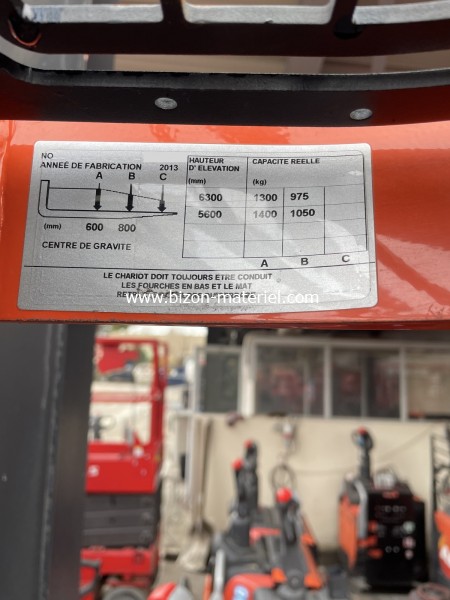 NO
ANNEÉ DE FABRICATION 2013
A B C
(mm) 600 800
CENTRE DE GRAVITE
HAUTEUR
D' ELEVATION
(mm)
CAPACITE REELLE
(kg)
6300 1300 975
5600 1400 1050
A B C
LE CHARIOT DOIT TOUJOURS ETRE CONDUIT
LES FOURCHES EN BAS ET LE MAT
www.bizon-materiel.com